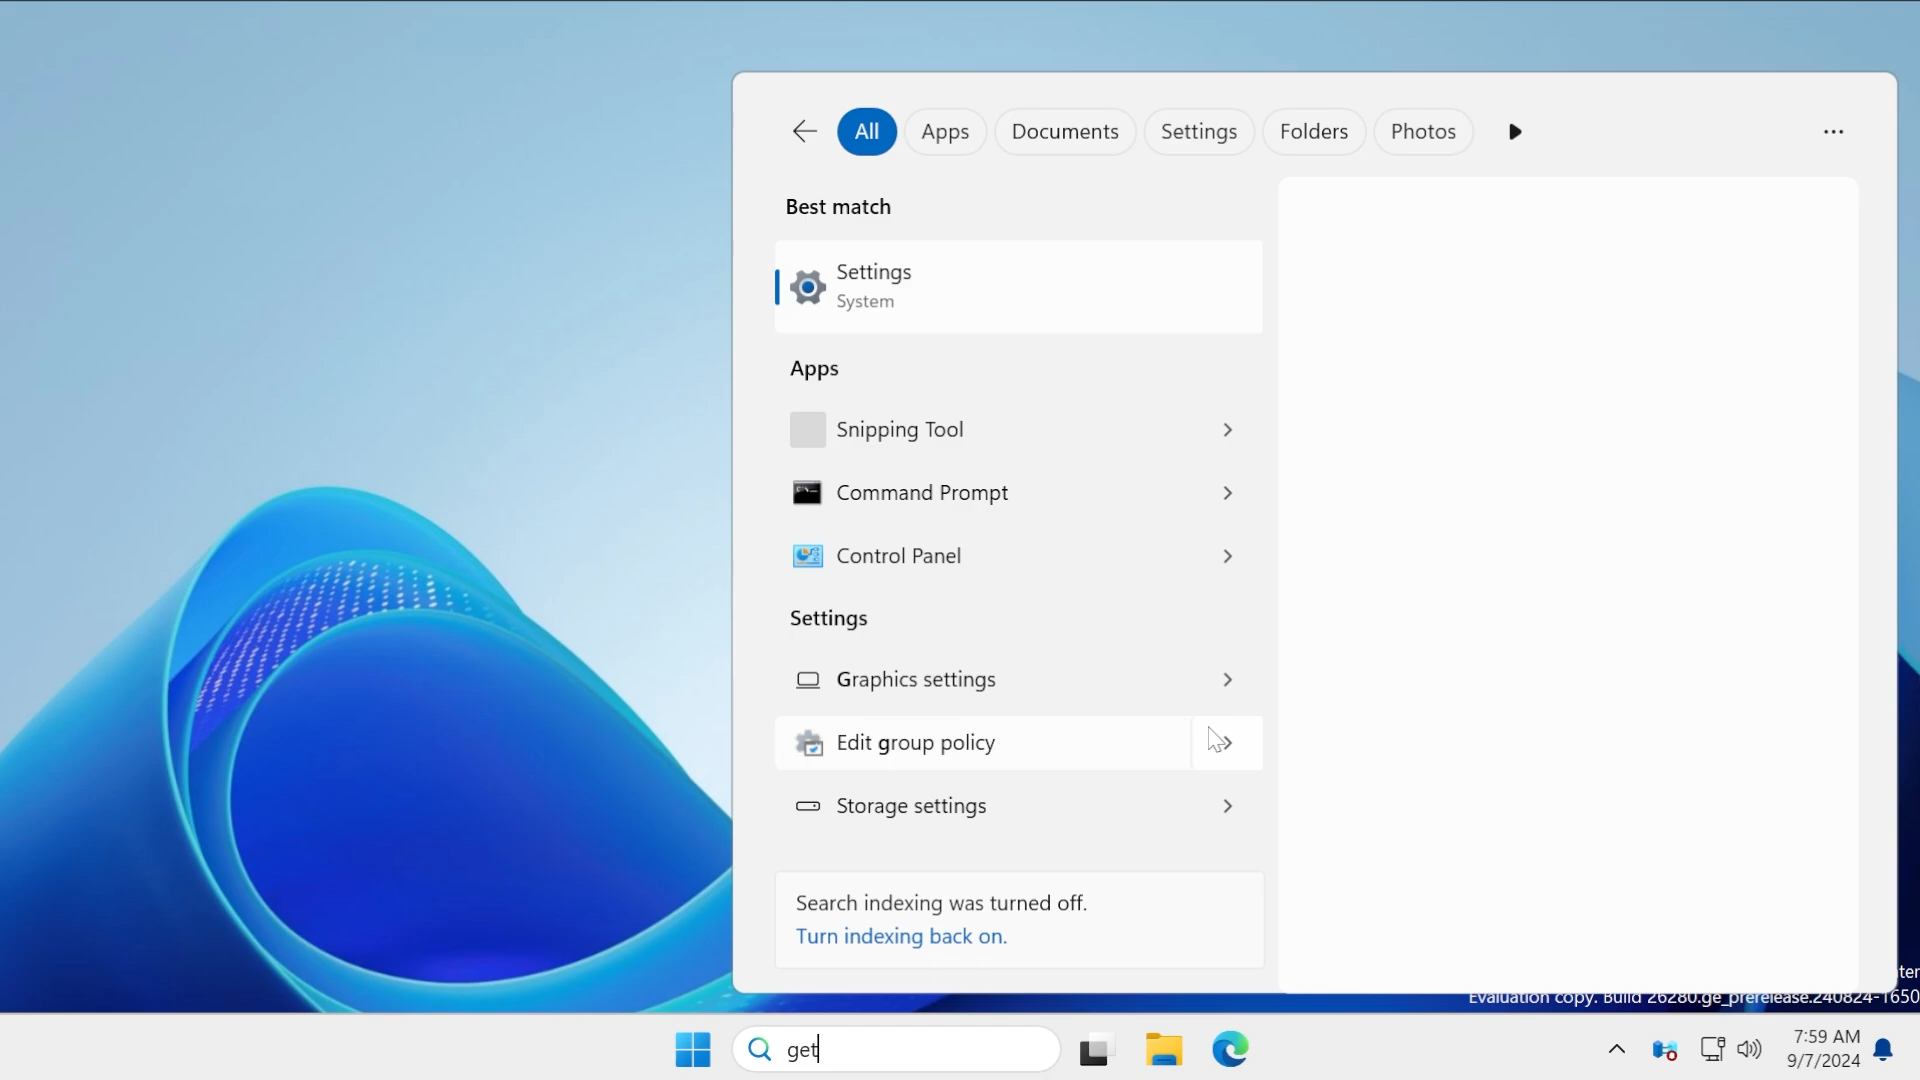 All
Apps
Documents
Settings
Folders
Photos
Best match
Settings
System
Apps
Snipping Tool
Command Prompt
Control Panel
Settings
Graphics settings
Edit group policy
Storage settings
Search indexing was turned off.
Turn indexing back on.
Evaluation copy. Build 26280.ge_prerelease.240824-1650
get
7:59 AM
9/7/2024